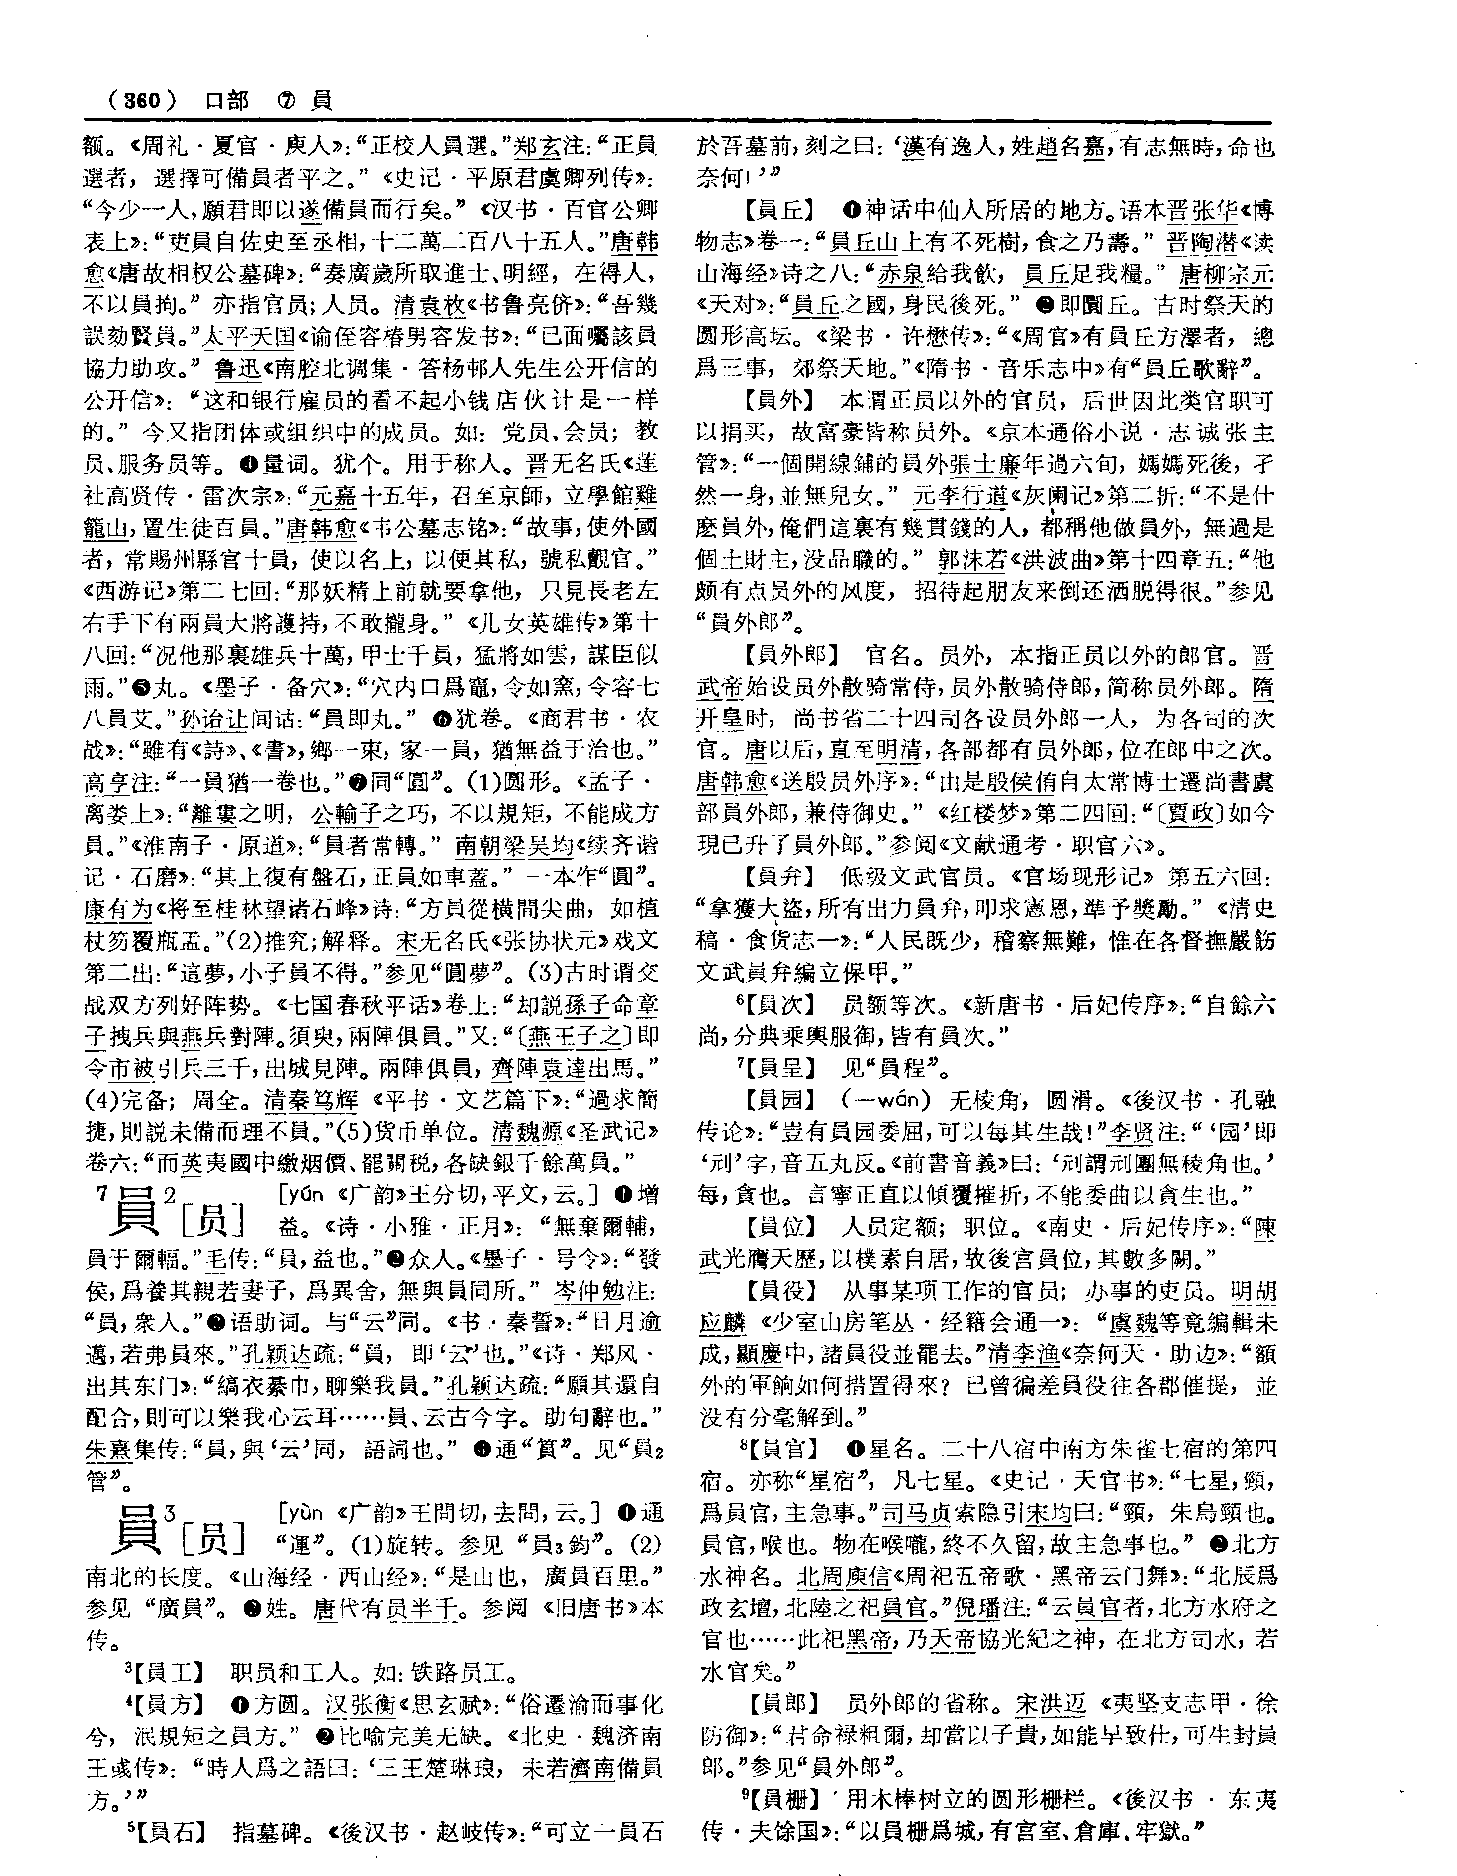 （360） 口部 ⑦ 員
额。《周礼·夏官·庾人》：“正校人員選。”郑玄注：“正員
選者，選擇可備員者平之。”《史记·平原君虞卿列传》：
“今少一人，願君即以遂備員而行矣。”《汉书·百官公卿
表上》：“吏員自佐史至丞相，十二萬二百八十五人。”唐韩
愈《唐故相权公墓碑》：“奏廣歲所取進士、明經，在得人，
不以員拘。”亦指官员；人员。清袁枚《书鲁亮侪》：“吾幾
誤劾賢員。”太平天国《谕侄容椿男容发书》：“已面囑該員
協力助攻。”鲁迅《南腔北调集·答杨邨人先生公开信的
公开信》：“这和银行雇员的看不起小钱店伙计是一样
的。”今又指团体或组织中的成员。如：党员、会员；教
员、服务员等。❹量词。犹个。用于称人。晋无名氏《莲
社高贤传·雷次宗》：“元嘉十五年，召至京師，立學館雞
籠山，置生徒百員。”唐韩愈《韦公墓志铭》：“故事，使外國
者，常賜州縣官十員，使以名上，以便其私，號私覿官。”
《西游记》第二七回：“那妖精上前就要拿他，只見長老左
右手下有兩員大將護持，不敢攏身。”《儿女英雄传》第十
八回：“况他那裏雄兵十萬，甲士千員，猛將如雲，謀臣似
雨。”❺丸。《墨子·备穴》：“穴内口爲竈，令如窯，令容七
八員艾。”孙诒让间诂：“員即丸。”❻犹卷。《商君书·农
战》：“雖有《詩》、《書》，鄉一束，家一員，猶無益于治也。”
高亨注：“一員猶一卷也。”❼同“圓”。(1)圆形。《孟子·
离娄上》：“離婁之明，公輸子之巧，不以規矩，不能成方
員。”《淮南子·原道》：“員者常轉。”南朝梁吴均《续齐谐
记·石磨》：“其上復有盤石，正員如車蓋。”一本作“圓”。
康有为《将至桂林望诸石峰》诗：“方員從横間尖曲，如植
杖笏覆瓶盂。”(2)推究；解释。宋无名氏《张协状元》戏文
第二出：“這夢，小子員不得。”参见“圓夢”。(3)古时谓交
战双方列好阵势。《七国春秋平话》卷上：“却説孫子命章
子拽兵與燕兵對陣。須臾，兩陣俱員。”又：“〔燕王子之〕即
令市被引兵三千，出城見陣。兩陣俱員，齊陣袁達出馬。”
(4)完备；周全。清秦笃辉《平书·文艺篇下》：“過求簡
捷，則説未備而理不員。”(5)货币单位。清魏源《圣武记》
卷六：“而英夷國中繳烟價、罷關税，各缺銀千餘萬員。”
7員2［员］ ［yún《广韵》王分切，平文，云。］❶增
益。《诗·小雅·正月》：“無棄爾輔，
員于爾輻。”毛传：“員，益也。”❷众人。《墨子·号令》：“發
侯，爲養其親若妻子，爲異舍，無與員同所。”岑仲勉注：
“員，衆人。”❸语助词。与“云”同。《书·秦誓》：“日月逾
邁，若弗員來。”孔颖达疏：“員，即‘云’也。”《诗·郑风·
出其东门》：“縞衣綦巾，聊樂我員。”孔颖达疏：“願其還自
配合，則可以樂我心云耳……員、云古今字。助句辭也。”
朱熹集传：“員，與‘云’同，語詞也。”❹通“篔”。见“員2
管”。
員3［员］ ［yùn《广韵》王問切，去問，云。］❶通
“運”。(1)旋转。参见“員3鈞”。(2)
南北的长度。《山海经·西山经》：“是山也，廣員百里。”
参见“廣員”。❷姓。唐代有员半千。参阅《旧唐书》本
传。
3【員工】 职员和工人。如：铁路员工。
4【員方】 ❶方圆。汉张衡《思玄赋》：“俗遷渝而事化
兮，泯規矩之員方。”❷比喻完美无缺。《北史·魏济南
王彧传》：“時人爲之語曰：‘三王楚琳琅，未若濟南備員
方。’”
5【員石】 指墓碑。《後汉书·赵岐传》：“可立一員石
於吾墓前，刻之曰：‘漢有逸人，姓趙名嘉，有志無時，命也
奈何！’”
【員丘】 ❶神话中仙人所居的地方。语本晋张华《博
物志》卷一：“員丘山上有不死樹，食之乃壽。”晋陶潜《读
山海经》诗之八：“赤泉給我飲，員丘足我糧。”唐柳宗元
《天对》：“員丘之國，身民後死。”❷即圜丘。古时祭天的
圆形高坛。《梁书·许懋传》：“《周官》有員丘方澤者，總
爲三事，郊祭天地。”《隋书·音乐志中》有“員丘歌辭”。
【員外】 本谓正员以外的官员，后世因此类官职可
以捐买，故富豪皆称员外。《京本通俗小说·志诚张主
管》：“一個開線鋪的員外張士廉年過六旬，媽媽死後，孑
然一身，並無兒女。”元李行道《灰阑记》第二折：“不是什
麽員外，俺們這裏有幾貫錢的人，都稱他做員外，無過是
個土財主，没品職的。”郭沫若《洪波曲》第十四章五：“他
颇有点员外的风度，招待起朋友来倒还洒脱得很。”参见
“員外郎”。
【員外郎】 官名。员外，本指正员以外的郎官。晋
武帝始设员外散骑常侍，员外散骑侍郎，简称员外郎。隋
开皇时，尚书省二十四司各设员外郎一人，为各司的次
官。唐以后，直至明清，各部都有员外郎，位在郎中之次。
唐韩愈《送殷员外序》：“由是殷侯侑自太常博士遷尚書虞
部員外郎，兼侍御史。”《红楼梦》第二四回：“〔賈政〕如今
現已升了員外郎。”参阅《文献通考·职官六》。
【員弁】 低级文武官员。《官场现形记》第五六回：
“拿獲大盗，所有出力員弁，叩求憲恩，準予獎勵。”《清史
稿·食货志一》：“人民既少，稽察無難，惟在各督撫嚴飭
文武員弁編立保甲。”
6【員次】 员额等次。《新唐书·后妃传序》：“自餘六
尚，分典乘輿服御，皆有員次。”
7【員呈】 见“員程”。
【員园】 （—wán）无棱角，圆滑。《後汉书·孔融
传论》：“豈有員园委屈，可以每其生哉！”李贤注：“‘园’即
‘刓’字，音五丸反。《前書音義》曰：‘刓謂刓團無稜角也。’
每，貪也。言寧正直以傾覆摧折，不能委曲以貪生也。”
【員位】 人员定额；职位。《南史·后妃传序》：“陳
武光膺天歷，以樸素自居，故後宫員位，其數多闕。”
【員役】 从事某项工作的官员；办事的吏员。明胡
应麟《少室山房笔丛·经籍会通一》：“虞魏等竟編輯未
成，顯慶中，諸員役並罷去。”清李渔《奈何天·助边》：“額
外的軍餉如何措置得來？已曾徧差員役往各郡催提，並
没有分毫解到。”
8【員官】 ❶星名。二十八宿中南方朱雀七宿的第四
宿。亦称“星宿”，凡七星。《史记·天官书》：“七星，頸，
爲員官，主急事。”司马贞索隐引宋均曰：“頸，朱鳥頸也。
員官，喉也。物在喉嚨，終不久留，故主急事也。”❷北方
水神名。北周庾信《周祀五帝歌·黑帝云门舞》：“北辰爲
政玄壇，北陸之祀員官。”倪璠注：“云員官者，北方水府之
官也……此祀黑帝，乃天帝協光紀之神，在北方司水，若
水官矣。”
【員郎】 员外郎的省称。宋洪迈《夷坚支志甲·徐
防御》：“若命禄粗爾，却當以子貴，如能早致仕，可生封員
郎。”参见“員外郎”。
9【員栅】 用木棒树立的圆形栅栏。《後汉书·东夷
传·夫馀国》：“以員栅爲城，有宫室、倉庫、牢獄。”